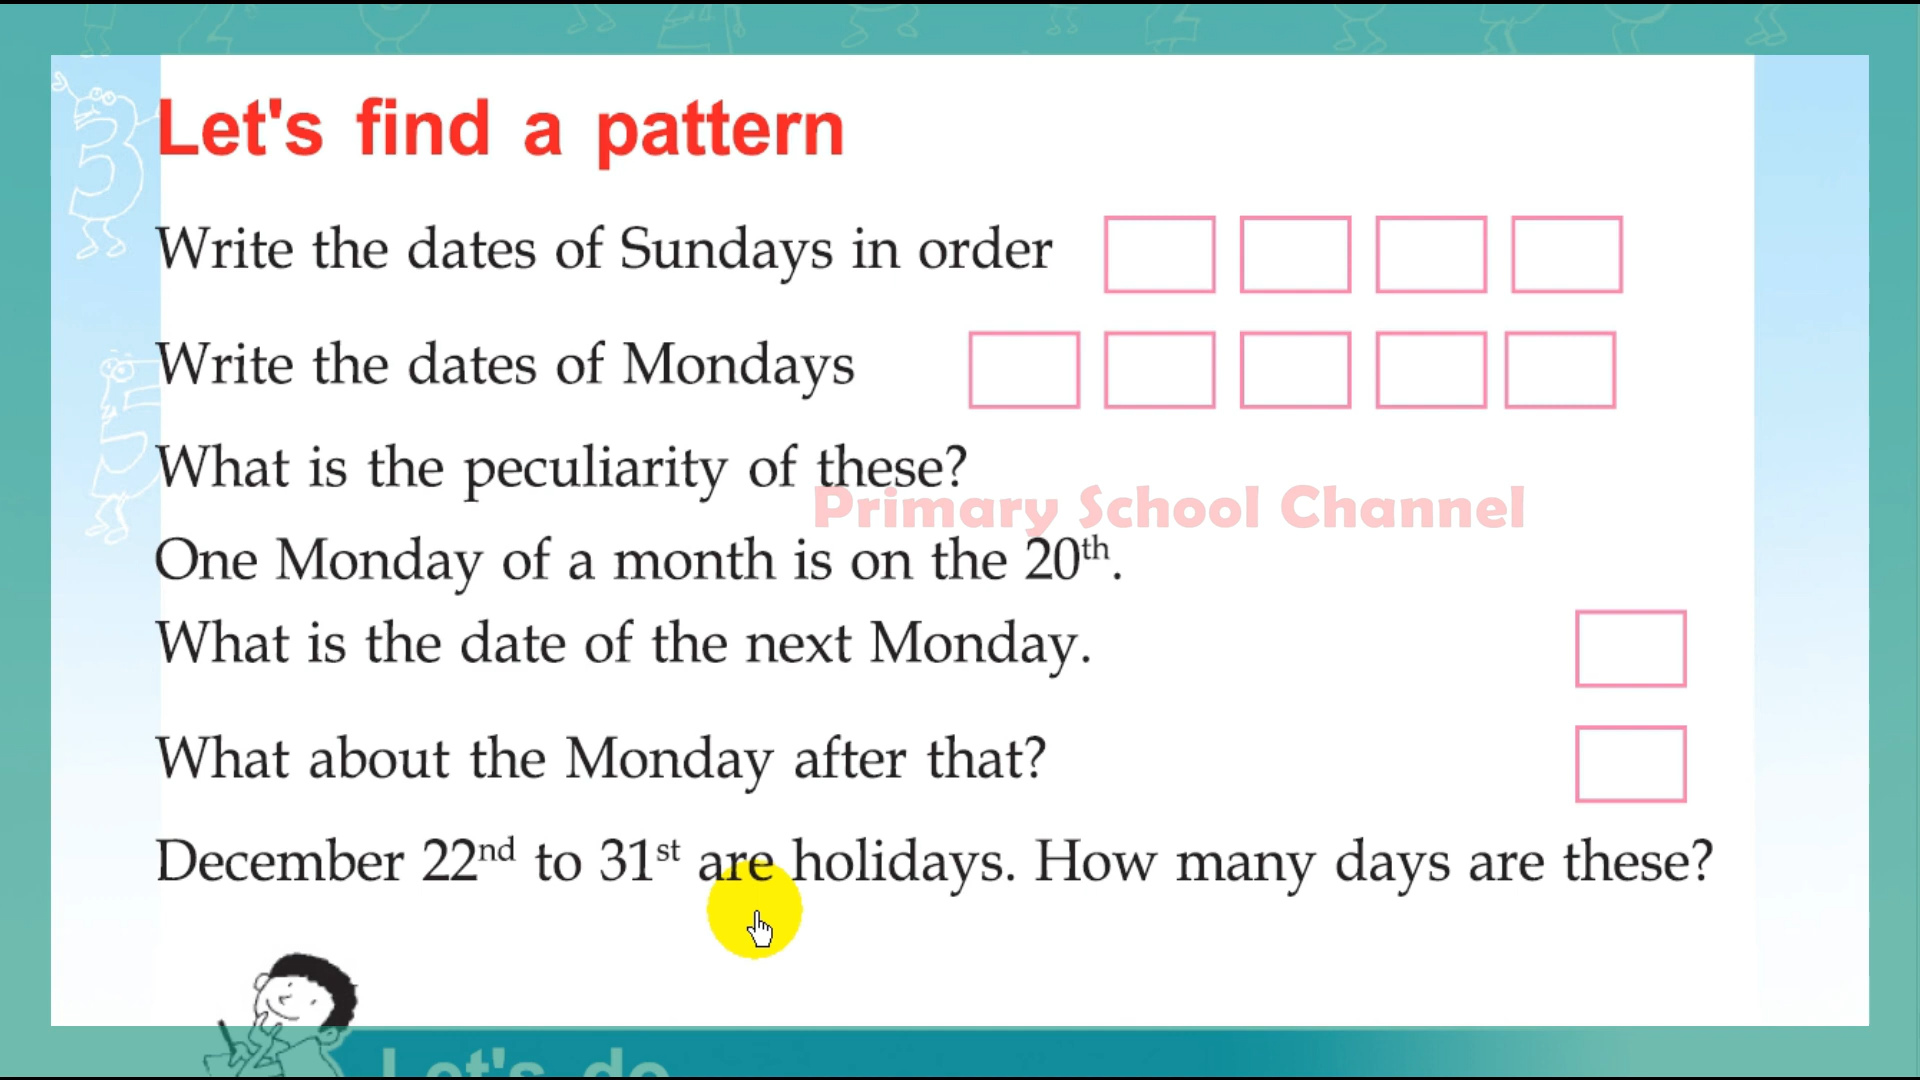 Let's find a pattern
Write the dates of Sundays in order
Write the dates of Mondays
What is the peculiarity of these?
Primary School Channel
One Monday of a month is on the 20th.
What is the date of the next Monday.
What about the Monday after that?
December 22nd to 31st are holidays. How many days are these?
Let's do